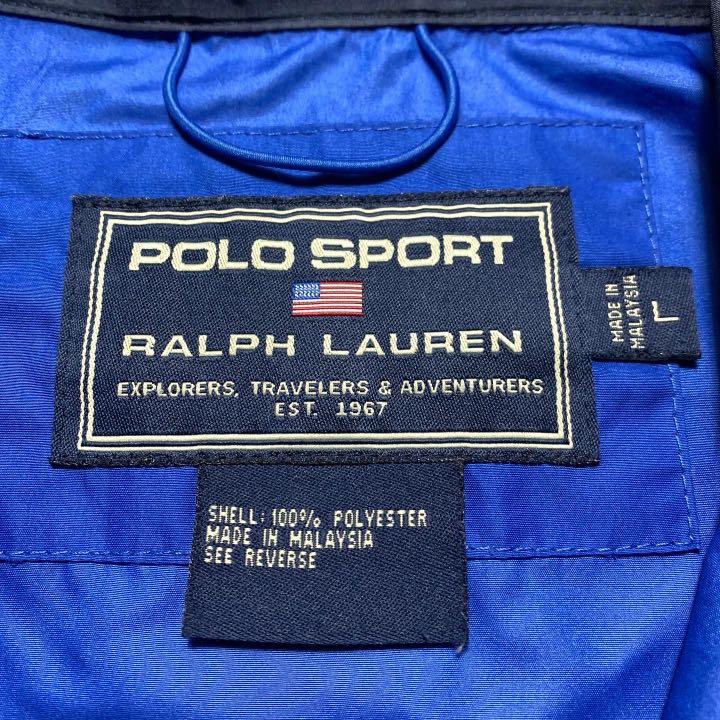 POLO SPORT
RALPH LAUREN
EXPLORERS, TRAVELERS & ADVENTURERS
EST. 1967
MADE IN
MALAYSIA
L
SHELL: 100% POLYESTER
MADE IN MALAYSIA
SEE REVERSE